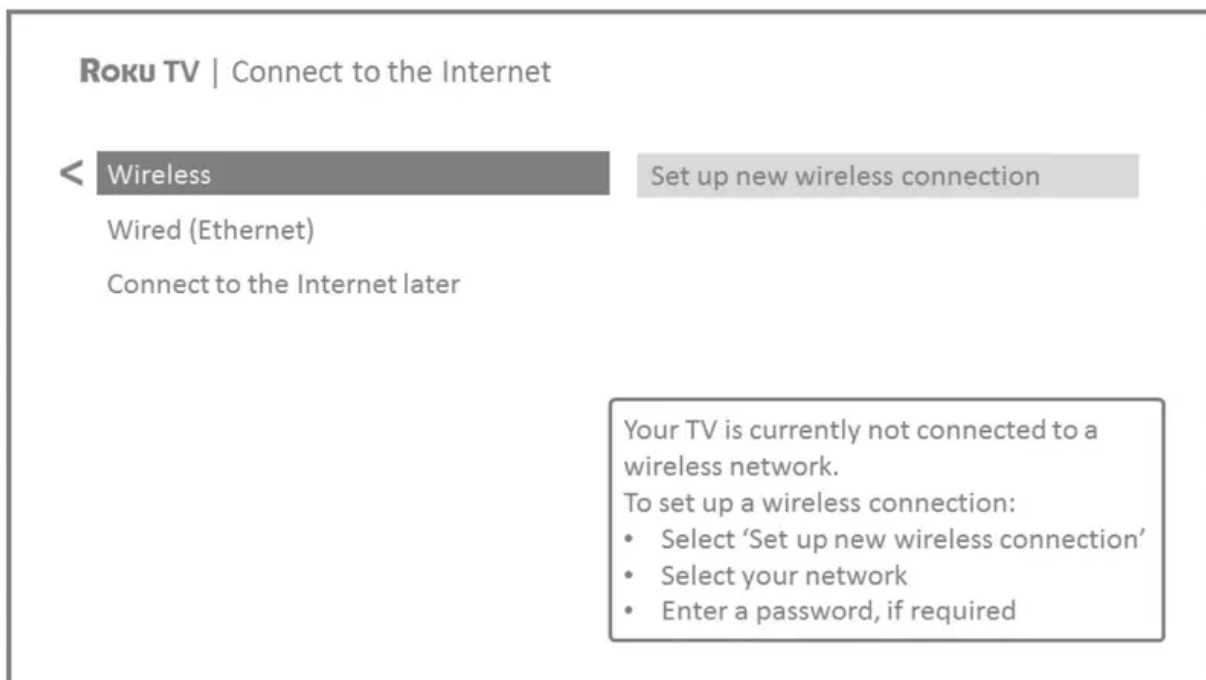 ROKU TV | Connect to the Internet
< Wireless
Set up new wireless connection
Wired (Ethernet)
Connect to the Internet later
Your TV is currently not connected to a
wireless network.
To set up a wireless connection:
• Select ‘Set up new wireless connection’
• Select your network
• Enter a password, if required